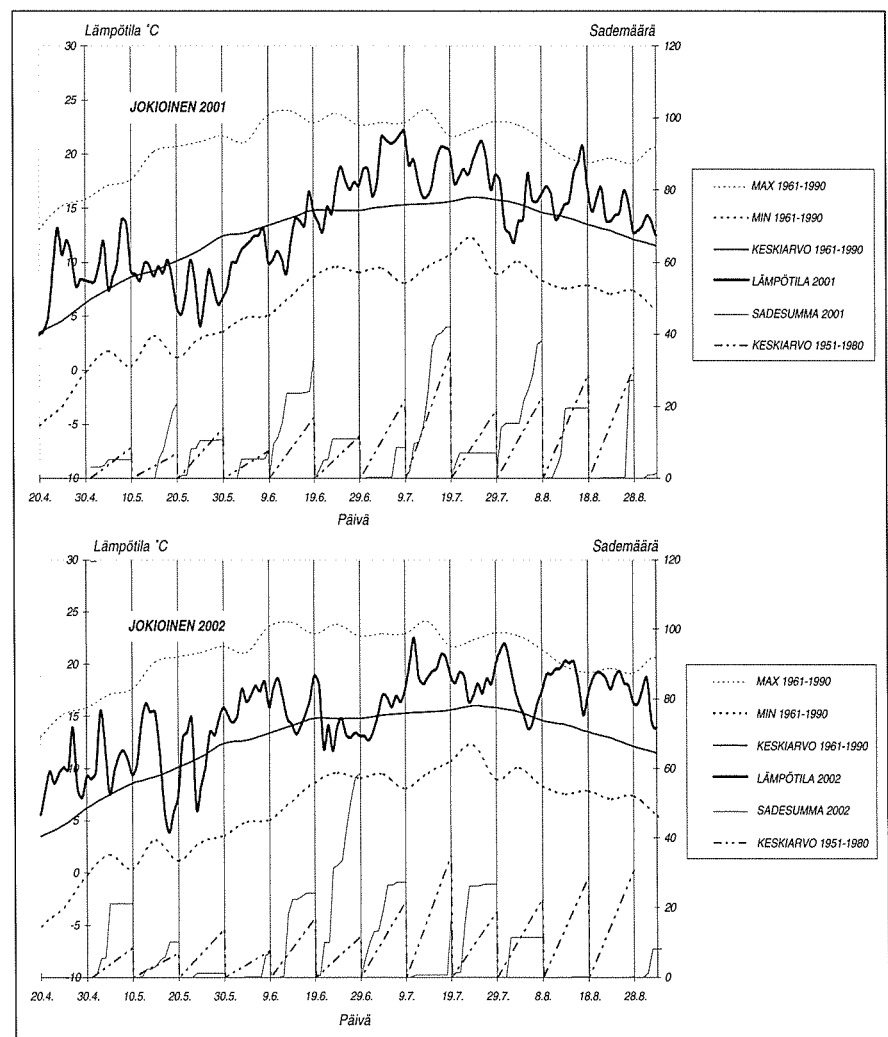 Lämpötila °C
Sademäärä
30
25
20
15
10
5
0
-5
-10
120
100
80
60
40
20
0
JOKIOINEN 2001
20.4. 30.4. 10.5. 20.5. 30.5. 9.6. 19.6. 29.6. 9.7. 19.7. 29.7. 8.8. 18.8. 28.8.
Päivä
MAX 1961-1990
MIN 1961-1990
KESKIARVO 1961-1990
LÄMPÖTILA 2001
SADESUMMA 2001
KESKIARVO 1951-1980
Lämpötila °C
Sademäärä
30
25
20
15
10
5
0
-5
-10
120
100
80
60
40
20
0
JOKIOINEN 2002
20.4. 30.4. 10.5. 20.5. 30.5. 9.6. 19.6. 29.6. 9.7. 19.7. 29.7. 8.8. 18.8. 28.8.
Päivä
MAX 1961-1990
MIN 1961-1990
KESKIARVO 1961-1990
LÄMPÖTILA 2002
SADESUMMA 2002
KESKIARVO 1951-1980